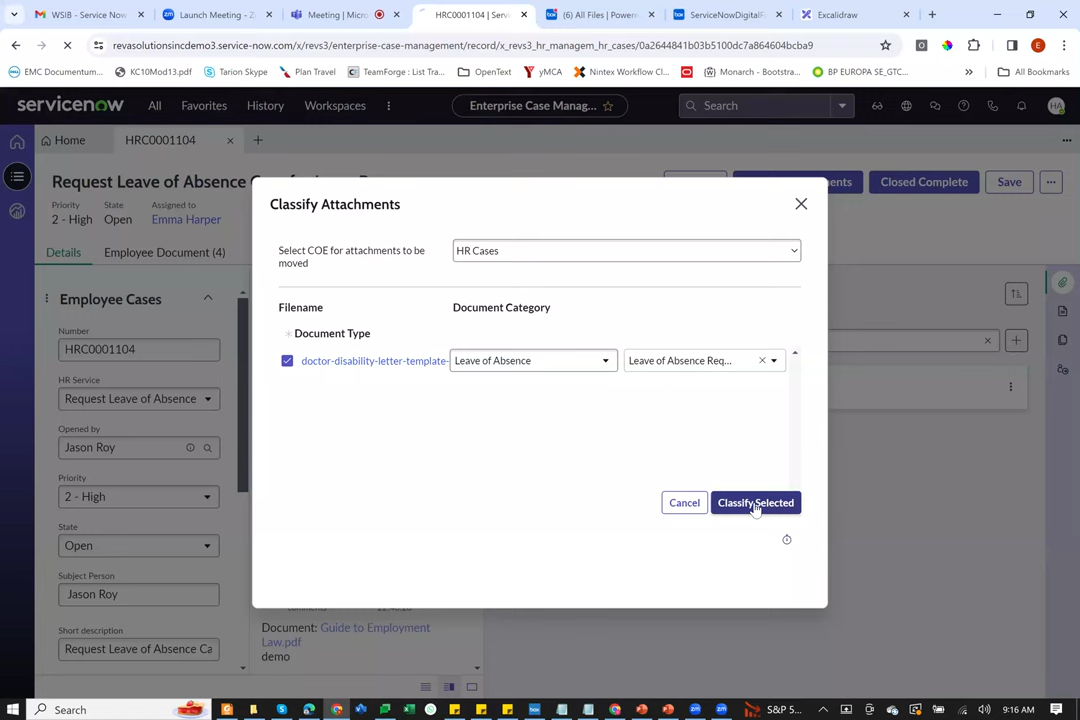 WSIB - Service Now
Launch Meeting - Z
Meeting | Micro
HRC0001104 | Serv
(6) All Files | Powe
ServiceNowDigitalF
Excalidraw
revasolutionsincdemo3.service-now.com/x/revs3/enterprise-case-management/record/x_revs3_hr_managem_hr_cases/0a2644841b03b5100dc7a864604bcba9
EMC Documentum...
KC10Mod13.pdf
Tarion Skype
Plan Travel
TeamForge : List Tra...
OpenText
yMCA
Nintex Workflow Cl...
Monarch - Bootstra...
BP EUROPA SE_GTC...
All Bookmarks
servicenow
All
Favorites
History
Workspaces
Enterprise Case Manag...
Search
HA
Home
HRC0001104
Request Leave of Absence
Priority
2 - High
State
Open
Assigned to
Emma Harper
ments
Closed Complete
Save
Details
Employee Document (4)
Employee Cases
Number
HRC0001104
HR Service
Request Leave of Absence
Opened by
Jason Roy
Priority
2 - High
State
Open
Subject Person
Jason Roy
Short description
Request Leave of Absence Ca
Classify Attachments
Select COE for attachments to be
moved
HR Cases
Filename
Document Category
Document Type
doctor-disability-letter-template-
Leave of Absence
Leave of Absence Req...
Cancel
Classify Selected
comments
Document: Guide to Employment
Law.pdf
demo
Search
S&P 5...
9:16 AM